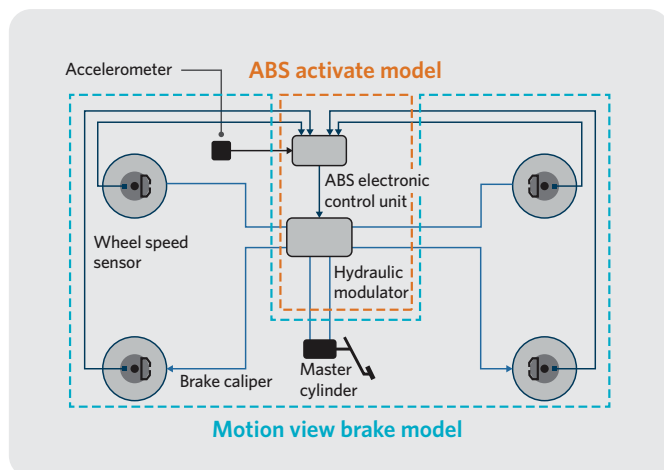 Accelerometer
ABS activate model
ABS electronic
control unit
Wheel speed
sensor
Hydraulic
modulator
Brake caliper
Master
cylinder
Motion view brake model